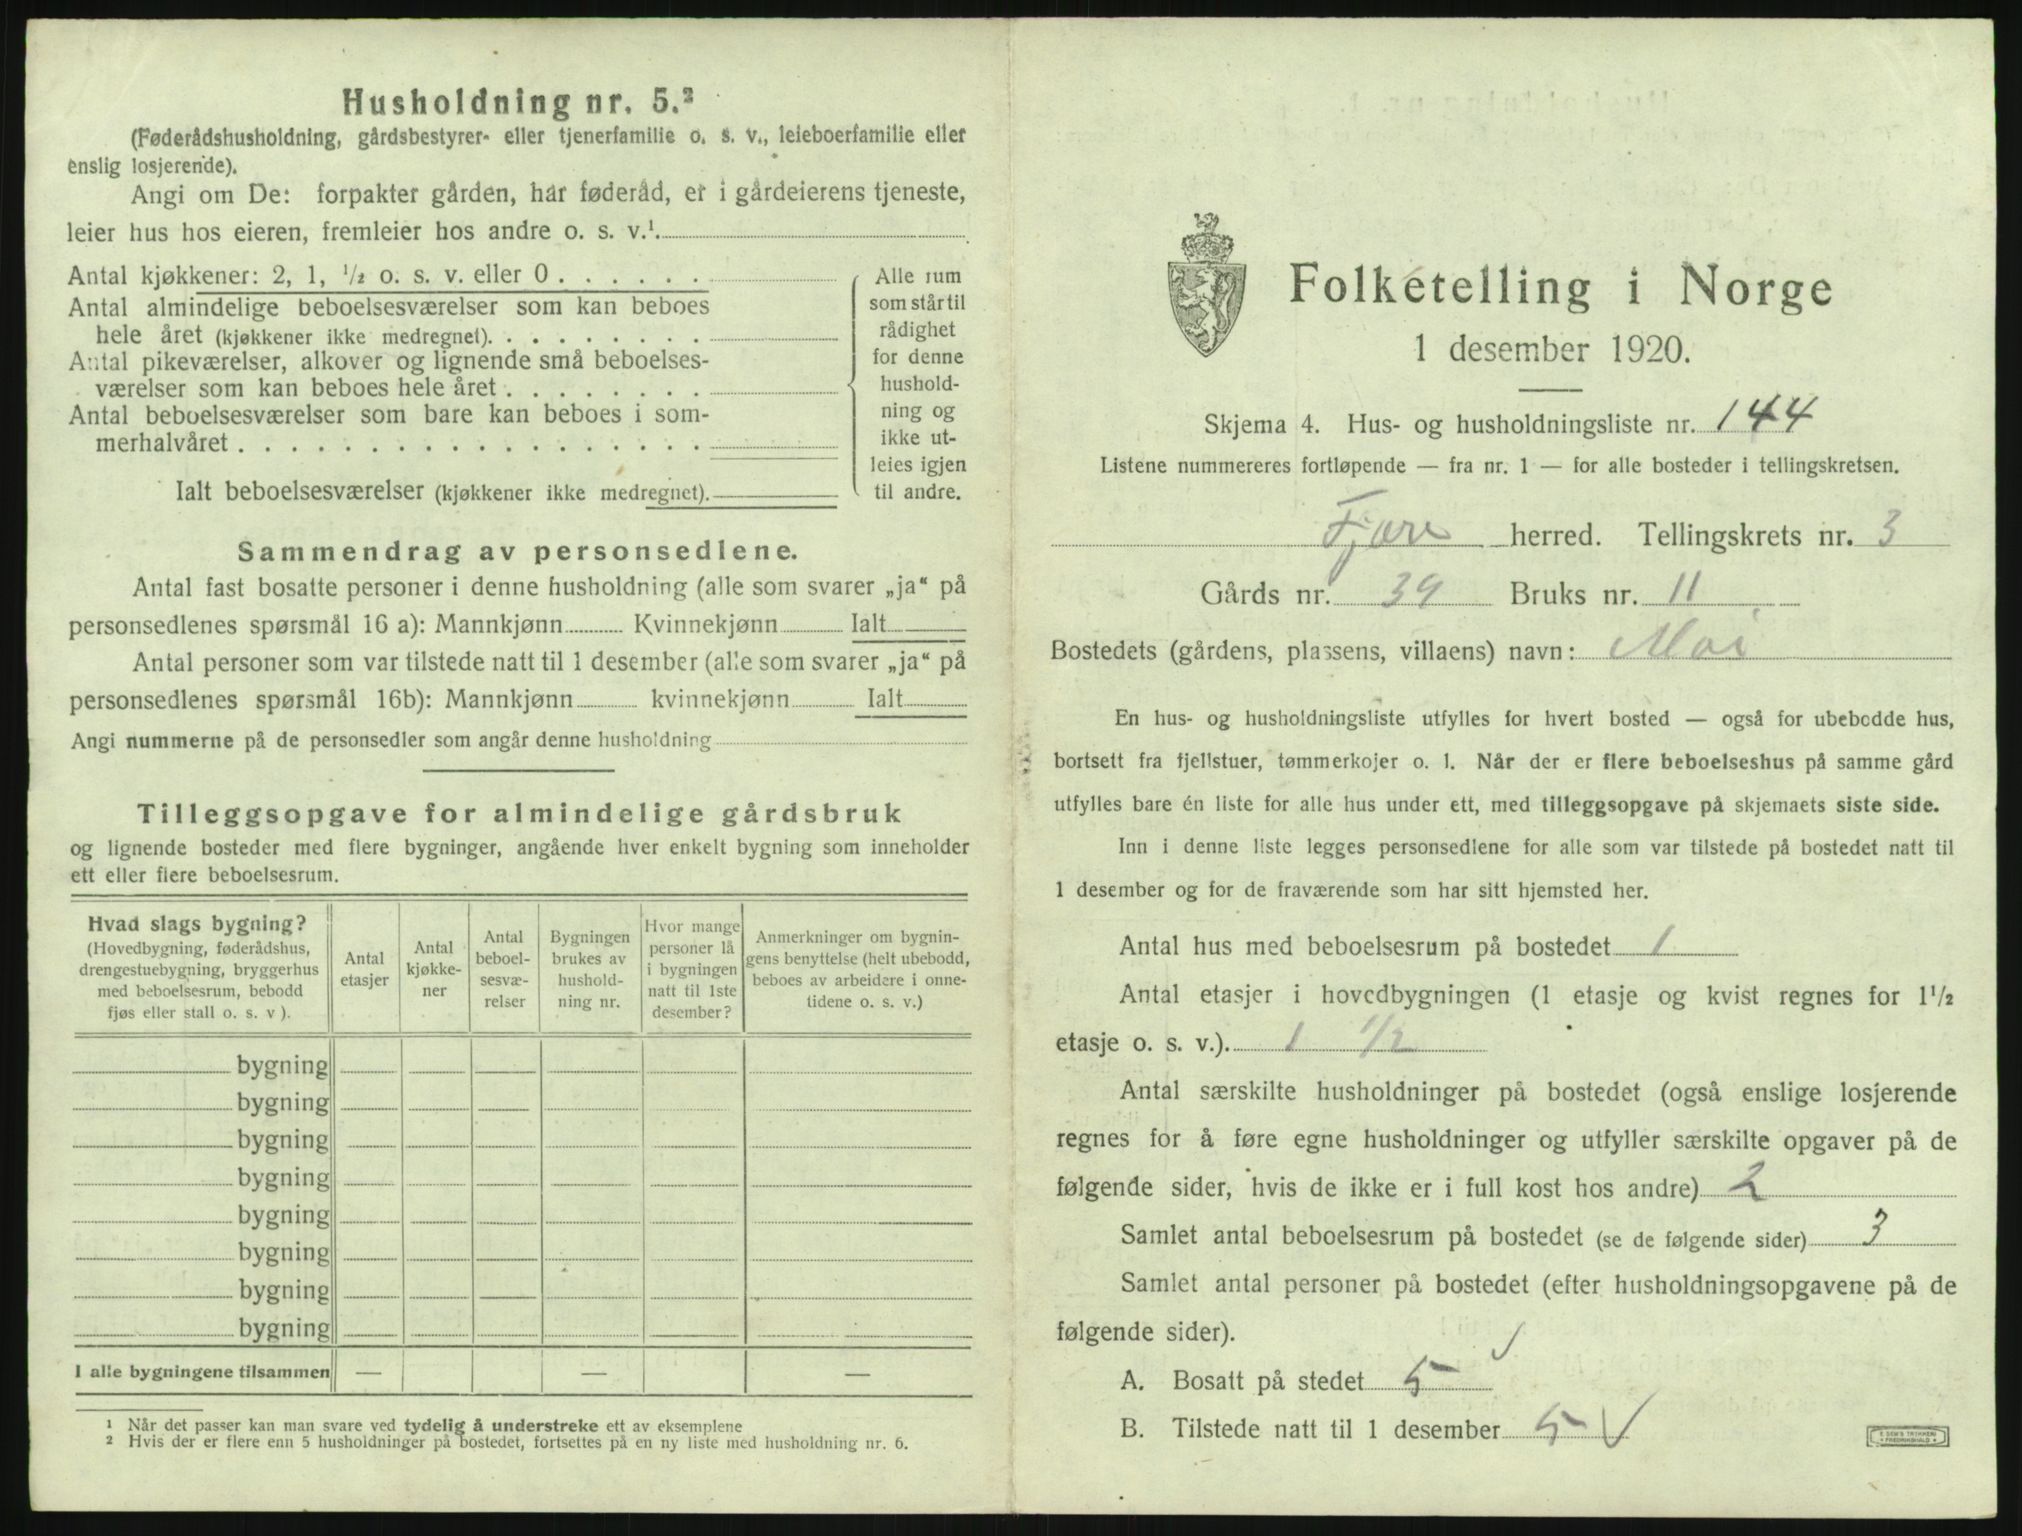 Husholdning nr. 5.²
(Føderådshusholdning, gårdsbestyrer- eller tjenerfamilie o. s. v., leieboerfamilie eller
enslig losjerende).
Angi om De: forpakter gården, har føderåd, er i gårdeierens tjeneste,
leier hus hos eieren, fremleier hos andre o. s. v.¹.
Antal kjøkkener: 2, 1, ½ o. s. v. eller 0 . . . . . .
Antal almindelige beboelsesværelser som kan beboes
hele året (kjøkkener ikke medregnet). . . . . . . . .
Antal pikeværelser, alkover og lignende små beboelses-
værelser som kan beboes hele året . . . . . . . .
Antal beboelsesværelser som bare kan beboes i som-
merhalvåret . . . . . . . . . . . . . . . . . .
Ialt beboelsesværelser (kjøkkener ikke medregnet).
Alle rum
som står til
rådighet
for denne
hushold-
ning og
ikke ut-
leies igjen
til andre.
Sammendrag av personsedlene.
Antal fast bosatte personer i denne husholdning (alle som svarer „ja“ på
personsedlenes spørsmål 16 a): Mannkjønn Kvinnekjønn Ialt
Antal personer som var tilstede natt til 1 desember (alle som svarer „ja“ på
personsedlenes spørsmål 16b): Mannkjønn kvinnekjønn Ialt
Angi nummerne på de personsedler som angår denne husholdning
Tilleggsopgave for almindelige gårdsbruk
og lignende bosteder med flere bygninger, angående hver enkelt bygning som inneholder
ett eller flere beboelsesrum.
Hvad slags bygning?
(Hovedbygning, føderådshus,
drengestuebygning, bryggerhus
med beboelsesrum, bebodd
fjøs eller stall o. s. v ).
Antal
etasjer
Antal
kjøkke-
ner
Antal
beboel-
sesvæ-
relser
Bygningen
brukes av
hushold-
ning nr.
Hvor mange
personer lå
i bygningen
natt til 1ste
desember?
Anmerkninger om bygnin-
gens benyttelse (helt ubebodd,
beboes av arbeidere i onne-
tidene o. s. v.)
bygning
bygning
bygning
bygning
bygning
bygning
bygning
bygning
I alle bygningene tilsammen — — —
¹ Når det passer kan man svare ved tydelig å understreke ett av eksemplene
² Hvis der er flere enn 5 husholdninger på bostedet, fortsettes på en ny liste med husholdning nr. 6.
Folketelling i Norge
1 desember 1920.
Skjema 4. Hus- og husholdningsliste nr. 144
Listene nummereres fortløpende — fra nr. 1 — for alle bosteder i tellingskretsen.
Fjære herred. Tellingskrets nr. 3
Gårds nr. 39 Bruks nr. 11
Bostedets (gårdens, plassens, villaens) navn: Moi
En hus- og husholdningsliste utfylles for hvert bosted — også for ubebodde hus,
bortsett fra fjellstuer, tømmerkojer o. l. Når der er flere beboelseshus på samme gård
utfylles bare én liste for alle hus under ett, med tilleggsopgave på skjemaets siste side.
Inn i denne liste legges personsedlene for alle som var tilstede på bostedet natt til
1 desember og for de fraværende som har sitt hjemsted her.
Antal hus med beboelsesrum på bostedet 1
Antal etasjer i hovedbygningen (1 etasje og kvist regnes for 1½
etasje o. s. v.). 1 1/2
Antal særskilte husholdninger på bostedet (også enslige losjerende
regnes for å føre egne husholdninger og utfyller særskilte opgaver på de
følgende sider, hvis de ikke er i full kost hos andre) 2
Samlet antal beboelsesrum på bostedet (se de følgende sider) 3
Samlet antal personer på bostedet (efter husholdningsopgavene på de
følgende sider).
A. Bosatt på stedet 5 ✓
B. Tilstede natt til 1 desember 5 ✓
E. SEM'S TRYKKERI
• FREDRIKSHALD •